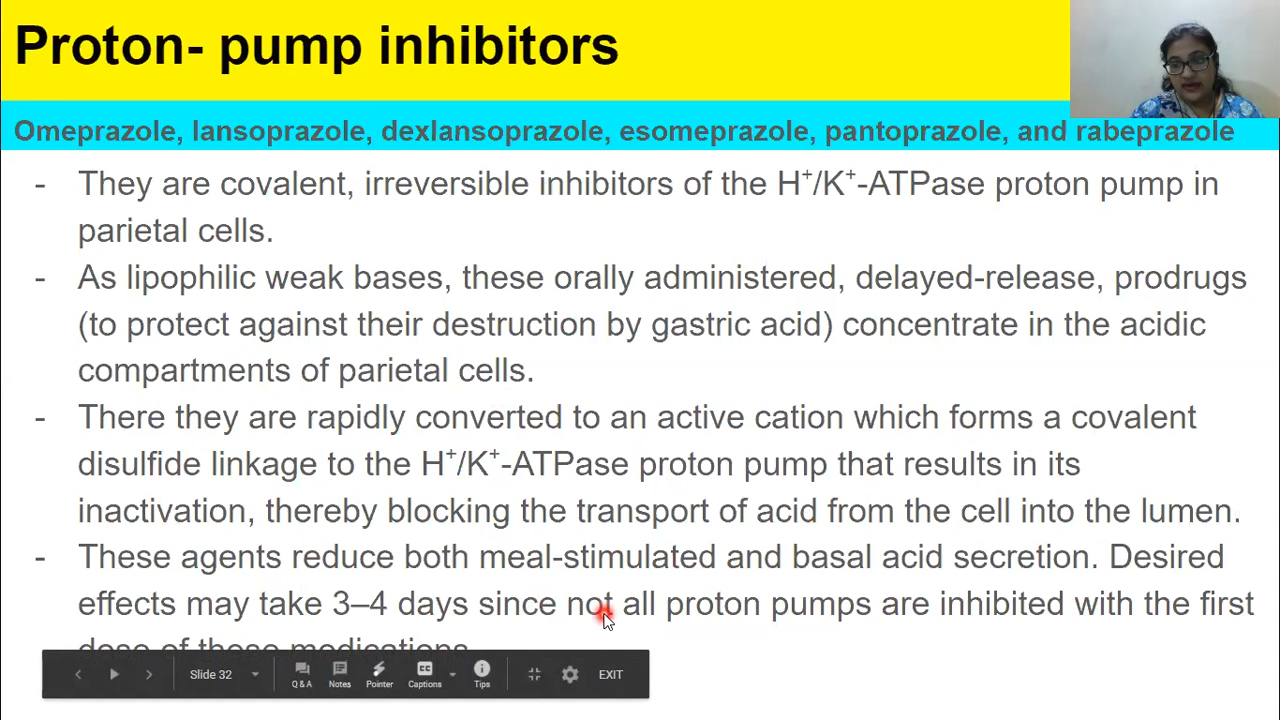 Proton- pump inhibitors
Omeprazole, lansoprazole, dexlansoprazole, esomeprazole, pantoprazole, and rabeprazole
- They are covalent, irreversible inhibitors of the H⁺/K⁺-ATPase proton pump in
parietal cells.
- As lipophilic weak bases, these orally administered, delayed-release, prodrugs
(to protect against their destruction by gastric acid) concentrate in the acidic
compartments of parietal cells.
- There they are rapidly converted to an active cation which forms a covalent
disulfide linkage to the H⁺/K⁺-ATPase proton pump that results in its
inactivation, thereby blocking the transport of acid from the cell into the lumen.
- These agents reduce both meal-stimulated and basal acid secretion. Desired
effects may take 3–4 days since not all proton pumps are inhibited with the first
dose of these medications.
Slide 32
Q & A
Notes
Pointer
CC
Captions
Tips
EXIT